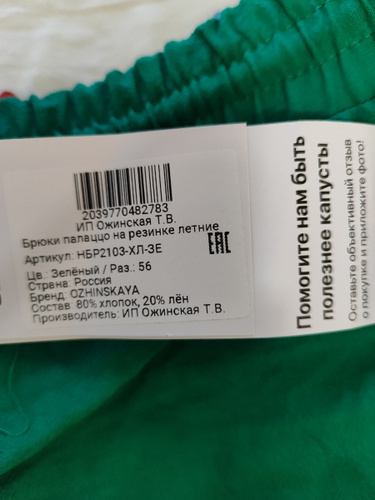 2039770482783
ИП Ожинская Т.В.
Брюки палаццо на резинке летние
Артикул: НБР2103-ХЛ-ЗЕ
Цв.: Зелёный / Раз.: 56
Страна: Россия
Бренд: OZHINSKAYA
Состав: 80% хлопок, 20% лён
Производитель: ИП Ожинская Т.В.
EAC
Помогите нам быть
полезнее капусты
Оставьте объективный отзыв
о покупке и приложите фото!